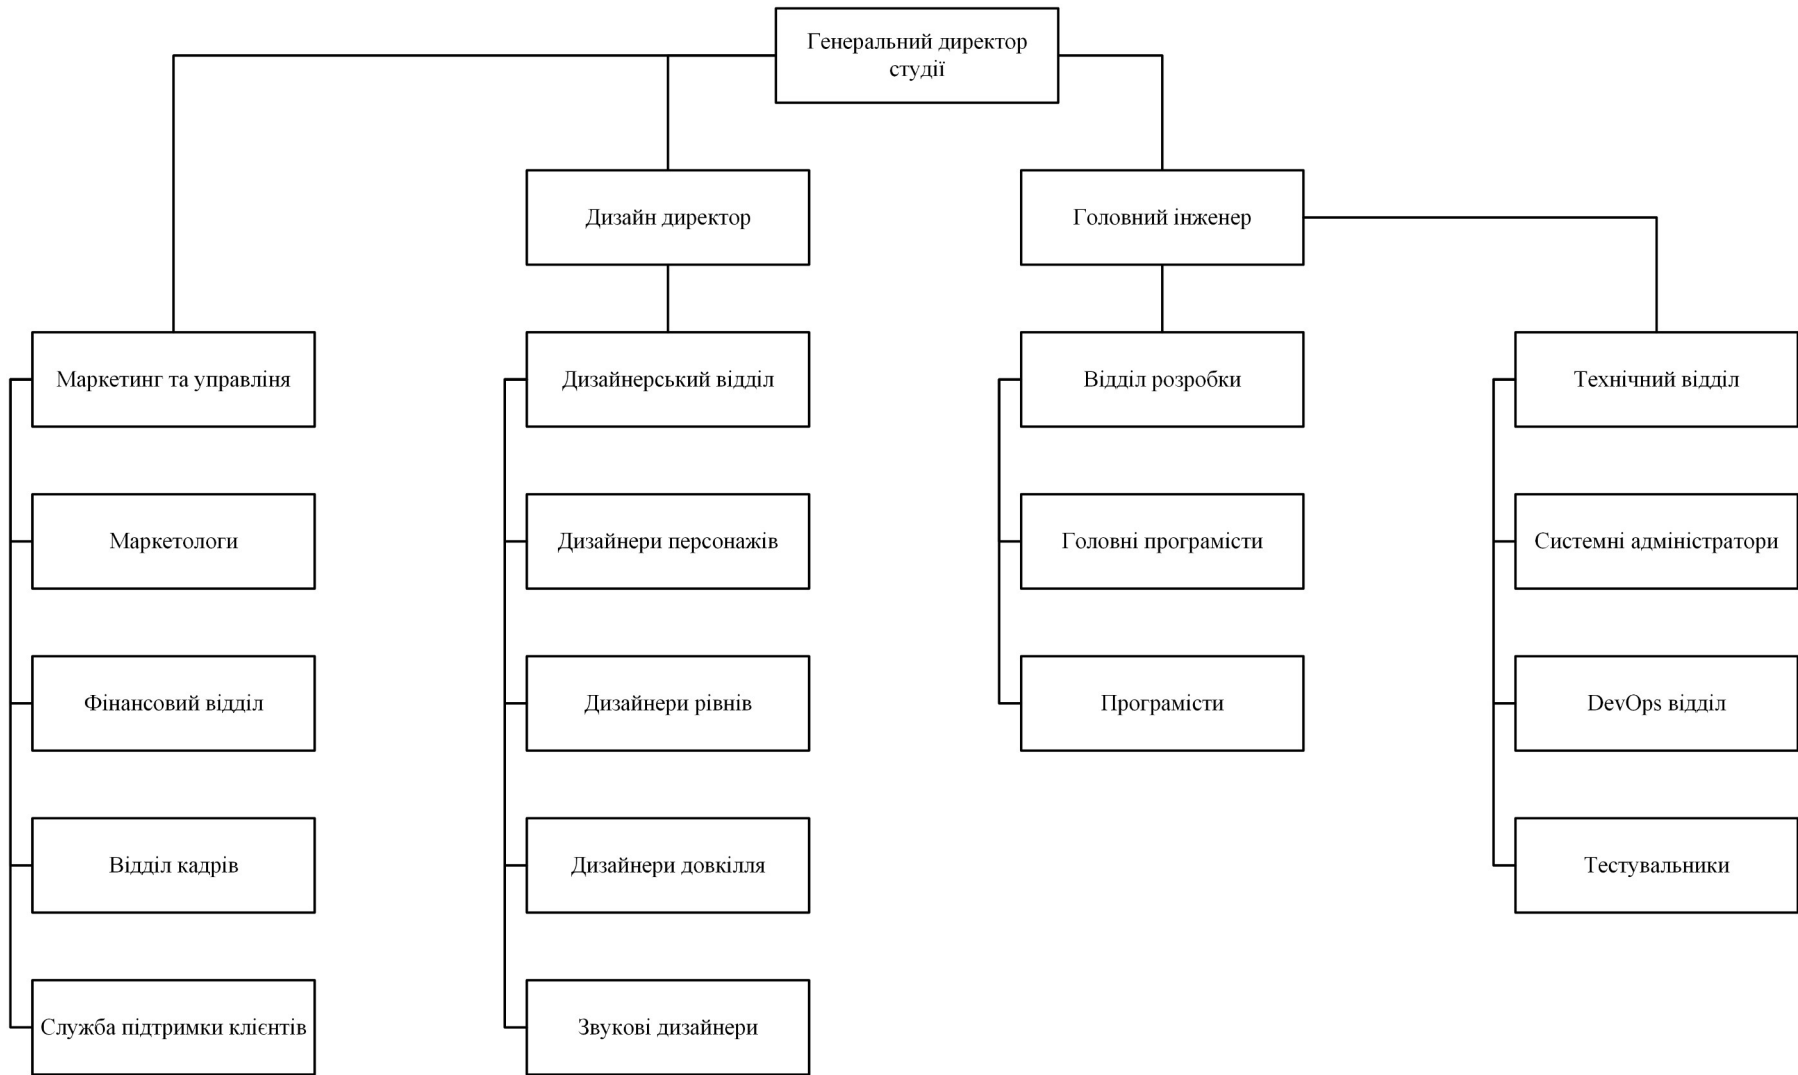 Генеральний директор
студії
Дизайн директор
Головний інженер
Маркетинг та управліня
Дизайнерський відділ
Відділ розробки
Технічний відділ
Маркетологи
Дизайнери персонажів
Головні програмісти
Системні адміністратори
Фінансовий відділ
Дизайнери рівнів
Програмісти
DevOps відділ
Відділ кадрів
Дизайнери довкілля
Тестувальники
Служба підтримки клієнтів
Звукові дизайнери